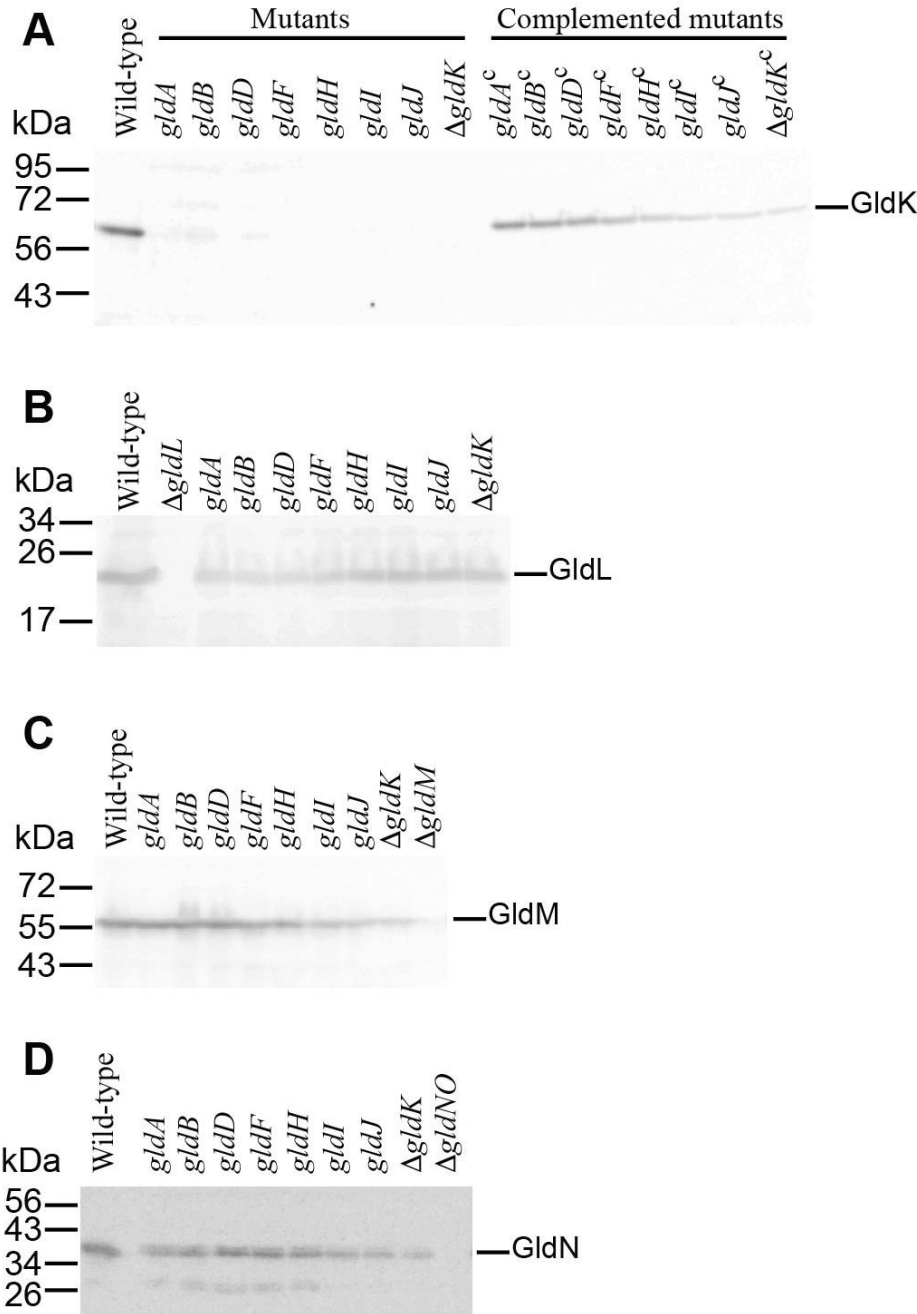 A
Mutants
Complemented mutants
Wild-type
gldA
gldB
gldD
gldF
gldH
gldI
gldJ
ΔgldK
gldAᶜ
gldBᶜ
gldDᶜ
gldFᶜ
gldHᶜ
gldIᶜ
gldJᶜ
ΔgldKᶜ
kDa
95
72
56
43
GldK
B
Wild-type
ΔgldL
gldA
gldB
gldD
gldF
gldH
gldI
gldJ
ΔgldK
kDa
34
26
17
GldL
C
Wild-type
gldA
gldB
gldD
gldF
gldH
gldI
gldJ
ΔgldK
ΔgldM
kDa
72
55
43
GldM
D
Wild-type
gldA
gldB
gldD
gldF
gldH
gldI
gldJ
ΔgldK
ΔgldNO
kDa
56
43
34
26
GldN